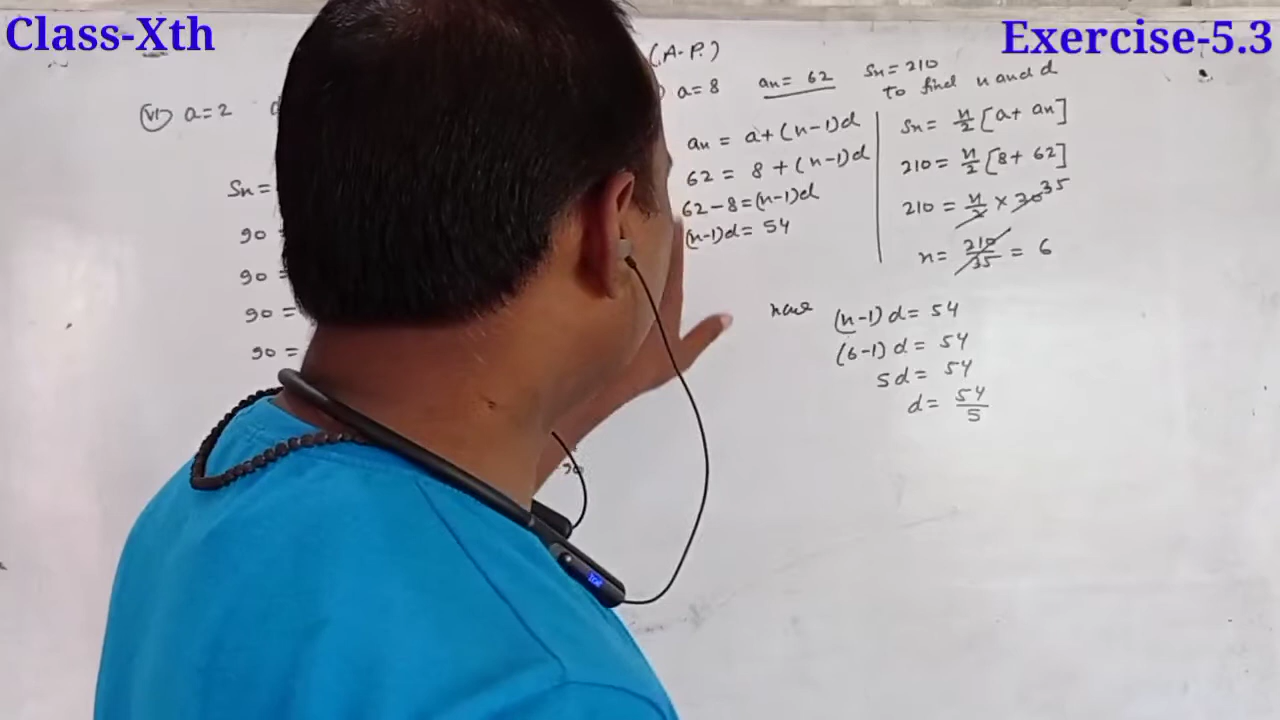 Class-Xth
Exercise-5.3
(A.P.)
(vi) a=2
Sn=
90
90
90 =
90 =
a=8 an= 62 Sn=210
to find n and d
an = a+(n-1)d
62 = 8+(n-1)d
62-8=(n-1)d
(n-1)d= 54
Sn= n/2 [a+ an]
210= n/2 [8+ 62]
210 = n/2 × 70 35
n= 210/35 = 6
(n-1) d= 54
(6-1) d = 54
5d = 54
d= 54/5
90